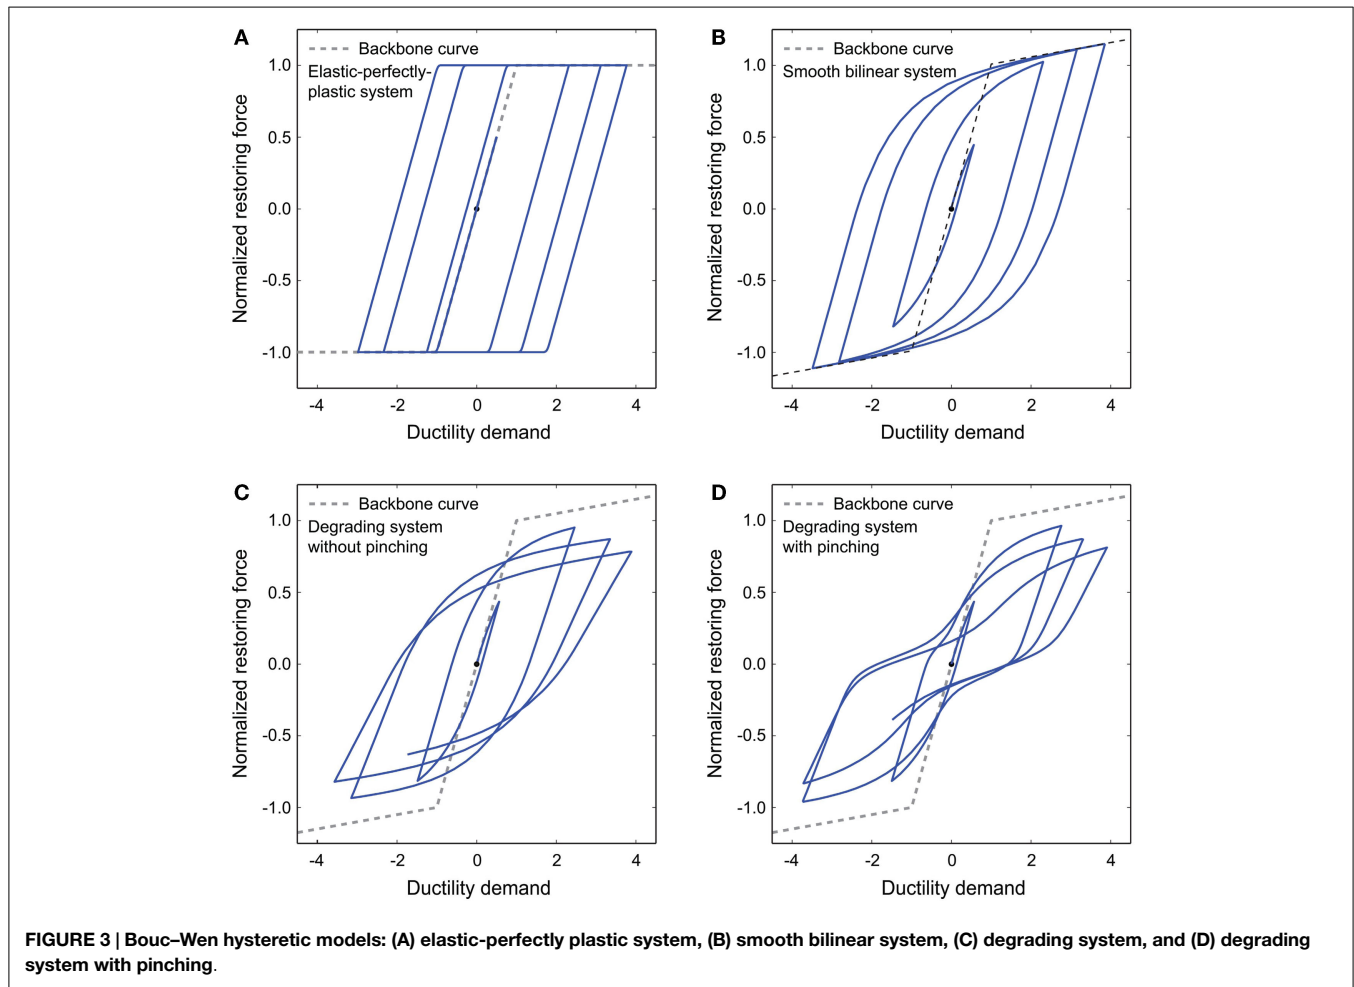 A
Backbone curve
Elastic-perfectly-
plastic system
1.0
0.5
0.0
-0.5
-1.0
Normalized restoring force
-4 -2 0 2 4
Ductility demand
B
Backbone curve
Smooth bilinear system
1.0
0.5
0.0
-0.5
-1.0
Normalized restoring force
-4 -2 0 2 4
Ductility demand
C
Backbone curve
Degrading system
without pinching
1.0
0.5
0.0
-0.5
-1.0
Normalized restoring force
-4 -2 0 2 4
Ductility demand
D
Backbone curve
Degrading system
with pinching
1.0
0.5
0.0
-0.5
-1.0
Normalized restoring force
-4 -2 0 2 4
Ductility demand
FIGURE 3 | Bouc–Wen hysteretic models: (A) elastic-perfectly plastic system, (B) smooth bilinear system, (C) degrading system, and (D) degrading
system with pinching.